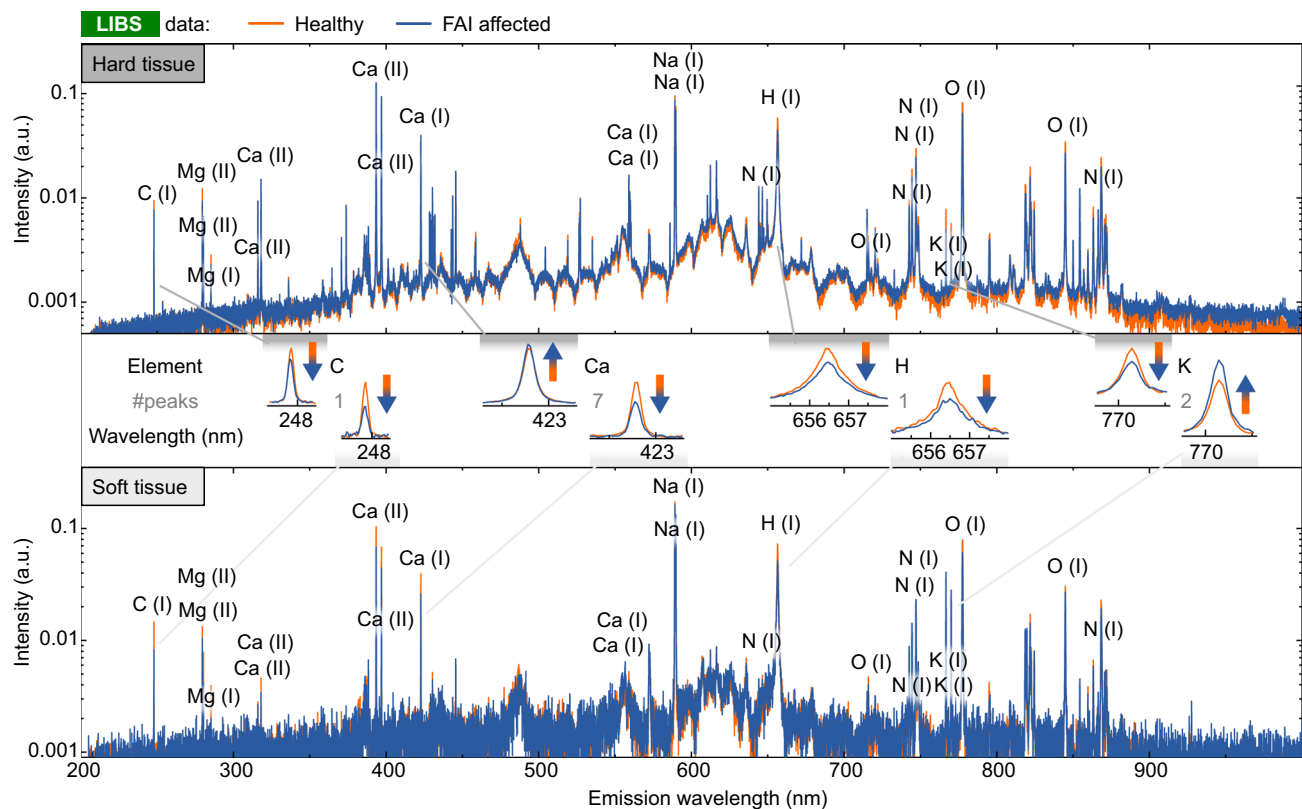 LIBS data: Healthy FAI affected
Hard tissue
Intensity (a.u.)
0.1
0.01
0.001
C (I)
Mg (II)
Mg (II)
Mg (I)
Ca (II)
Ca (II)
Ca (II)
Ca (II)
Ca (I)
Ca (I)
Ca (I)
Na (I)
Na (I)
N (I)
H (I)
O (I)
N (I)
N (I)
N (I)
K (I)
K (I)
O (I)
O (I)
N (I)
Element C Ca H K
#peaks 1 7 1 2
Wavelength (nm)
248 423 656 657 770
248 423 656 657 770
Soft tissue
Intensity (a.u.)
0.1
0.01
0.001
C (I)
Mg (II)
Mg (II)
Mg (I)
Ca (II)
Ca (II)
Ca (II)
Ca (II)
Ca (I)
Ca (I)
Ca (I)
Na (I)
Na (I)
N (I)
H (I)
O (I)
N (I)
N (I)
N (I)
K (I)
K (I)
O (I)
O (I)
N (I)
200 300 400 500 600 700 800 900
Emission wavelength (nm)